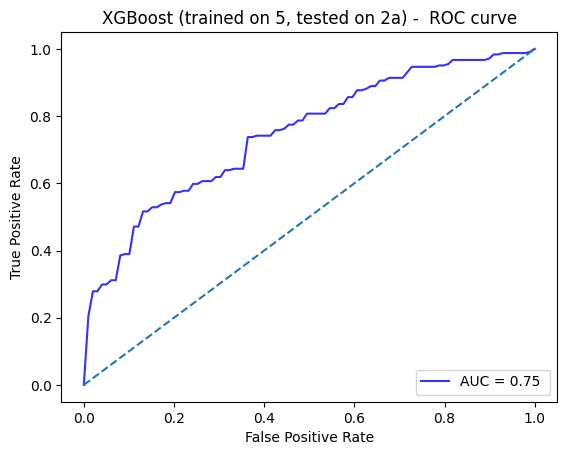 XGBoost (trained on 5, tested on 2a) -  ROC curve
True Positive Rate
1.0
0.8
0.6
0.4
0.2
0.0
AUC = 0.75
0.0 0.2 0.4 0.6 0.8 1.0
False Positive Rate